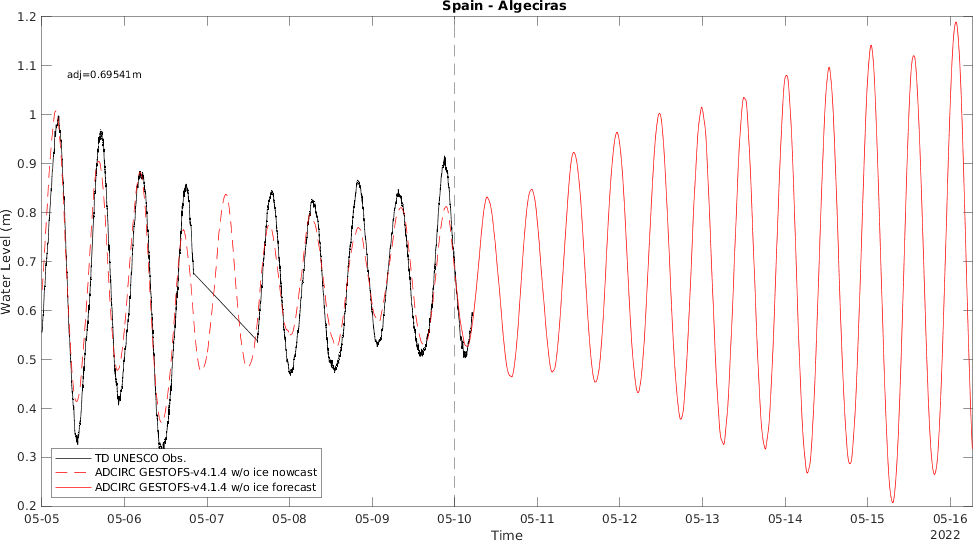 Spain - Algeciras
1.2
1.1
1
0.9
0.8
0.7
0.6
0.5
0.4
0.3
0.2
Water Level (m)
adj=0.69541m
TD UNESCO Obs.
ADCIRC GESTOFS-v4.1.4 w/o ice nowcast
ADCIRC GESTOFS-v4.1.4 w/o ice forecast
05-05 05-06 05-07 05-08 05-09 05-10 05-11 05-12 05-13 05-14 05-15 05-16
Time
2022